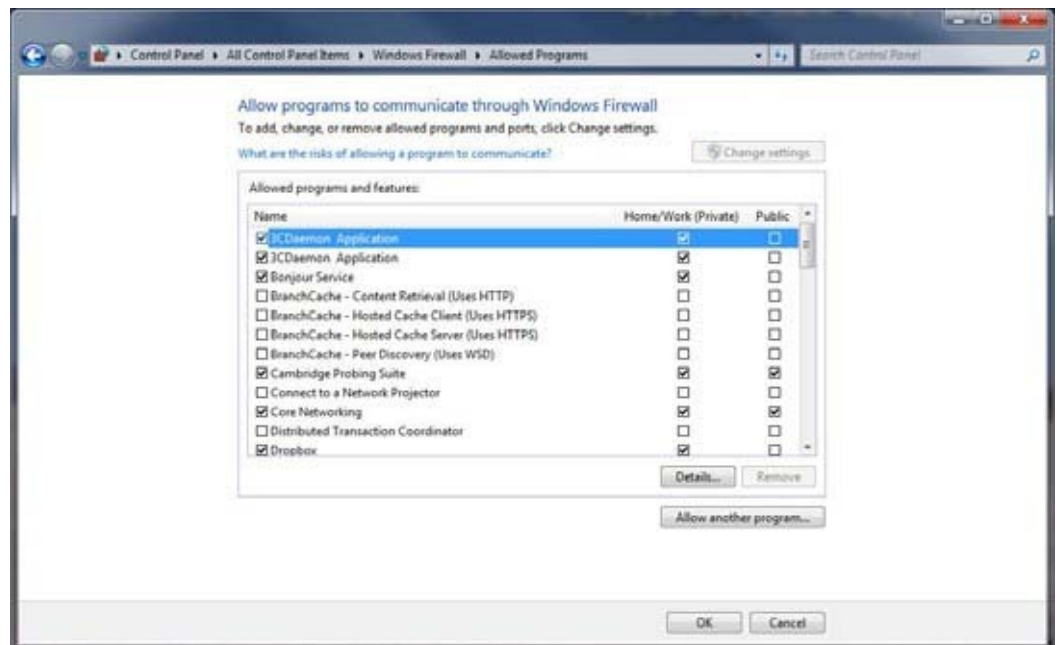 Control Panel ▸ All Control Panel Items ▸ Windows Firewall ▸ Allowed Programs
Search Control Panel
Allow programs to communicate through Windows Firewall
To add, change, or remove allowed programs and ports, click Change settings.
What are the risks of allowing a program to communicate?
Change settings
Allowed programs and features:
Name Home/Work (Private) Public
3CDaemon Application
3CDaemon Application
Bonjour Service
BranchCache - Content Retrieval (Uses HTTP)
BranchCache - Hosted Cache Client (Uses HTTPS)
BranchCache - Hosted Cache Server (Uses HTTPS)
BranchCache - Peer Discovery (Uses WSD)
Cambridge Probing Suite
Connect to a Network Projector
Core Networking
Distributed Transaction Coordinator
Dropbox
Details... Remove
Allow another program...
OK Cancel